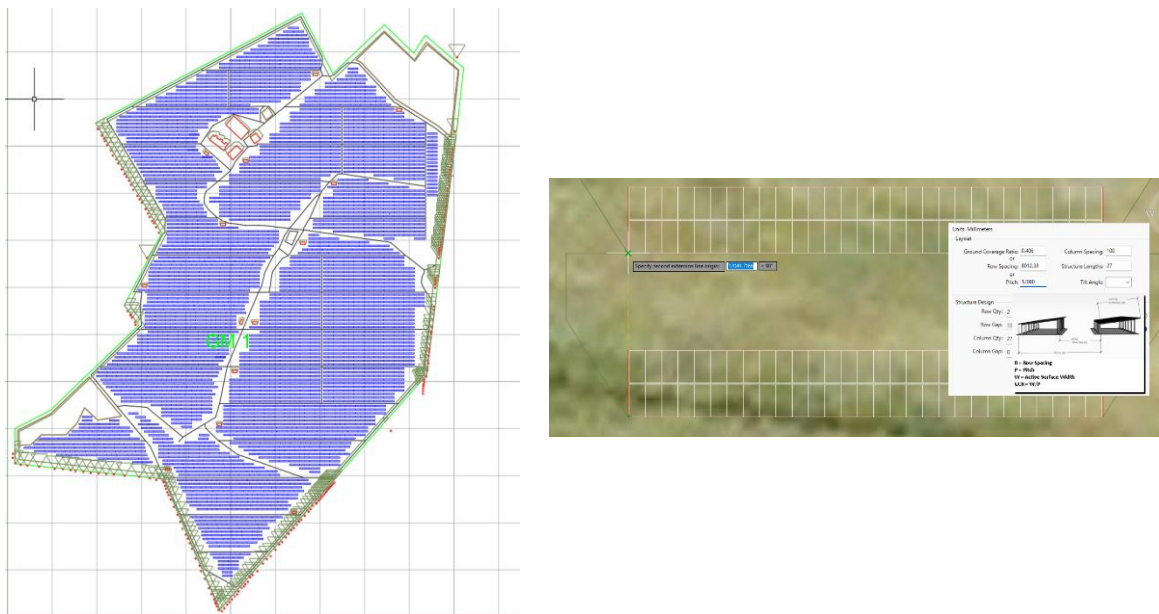 GM 1
Specify second extension line origin:
Units: Millimeters
Layout
Ground Coverage Ratio: 0.406
Column Spacing: 100
or
Row Spacing:
Structure Lengths: 27
or
Pitch:
Tilt Angle:
Structure Design
Row Qty: 2
Row Gap:
Column Qty: 27
Column Gap:
R = Row Spacing
P = Pitch
W = Active Surface Width
GCR = W/P